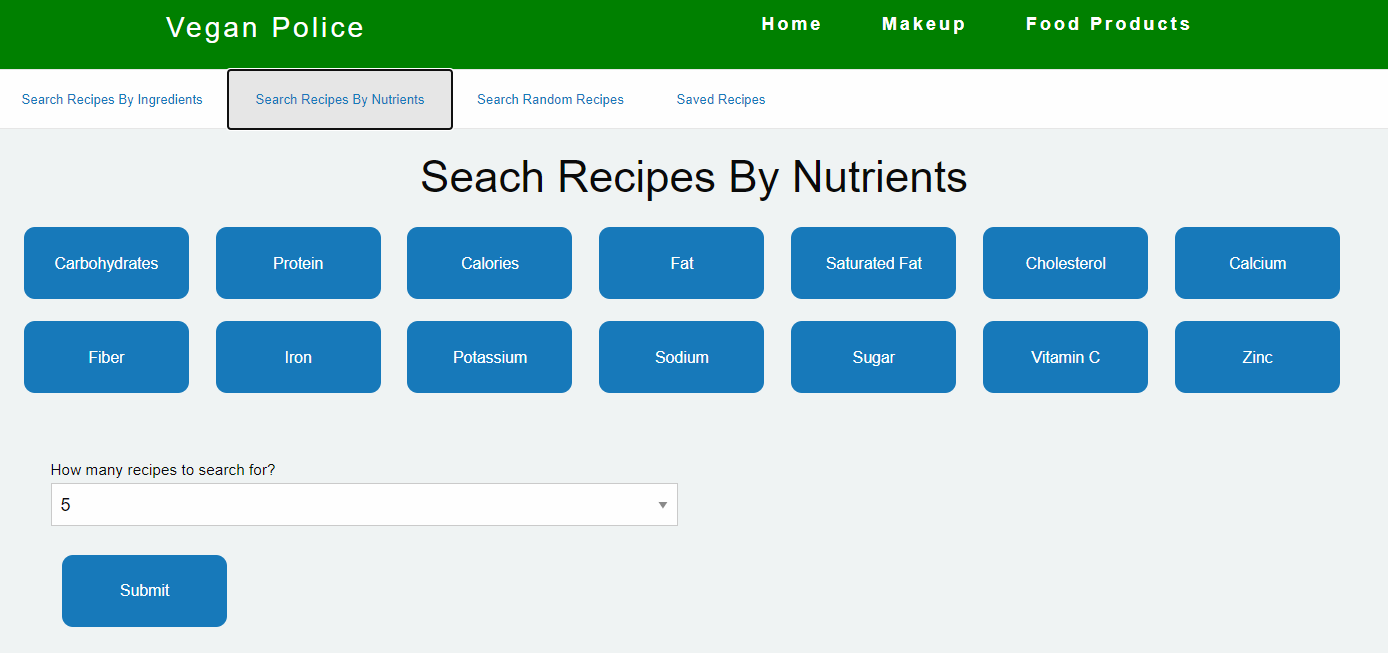 Vegan Police Home Makeup Food Products
Search Recipes By Ingredients Search Recipes By Nutrients Search Random Recipes Saved Recipes
Seach Recipes By Nutrients
Carbohydrates Protein Calories Fat Saturated Fat Cholesterol Calcium
Fiber Iron Potassium Sodium Sugar Vitamin C Zinc
How many recipes to search for?
5
Submit